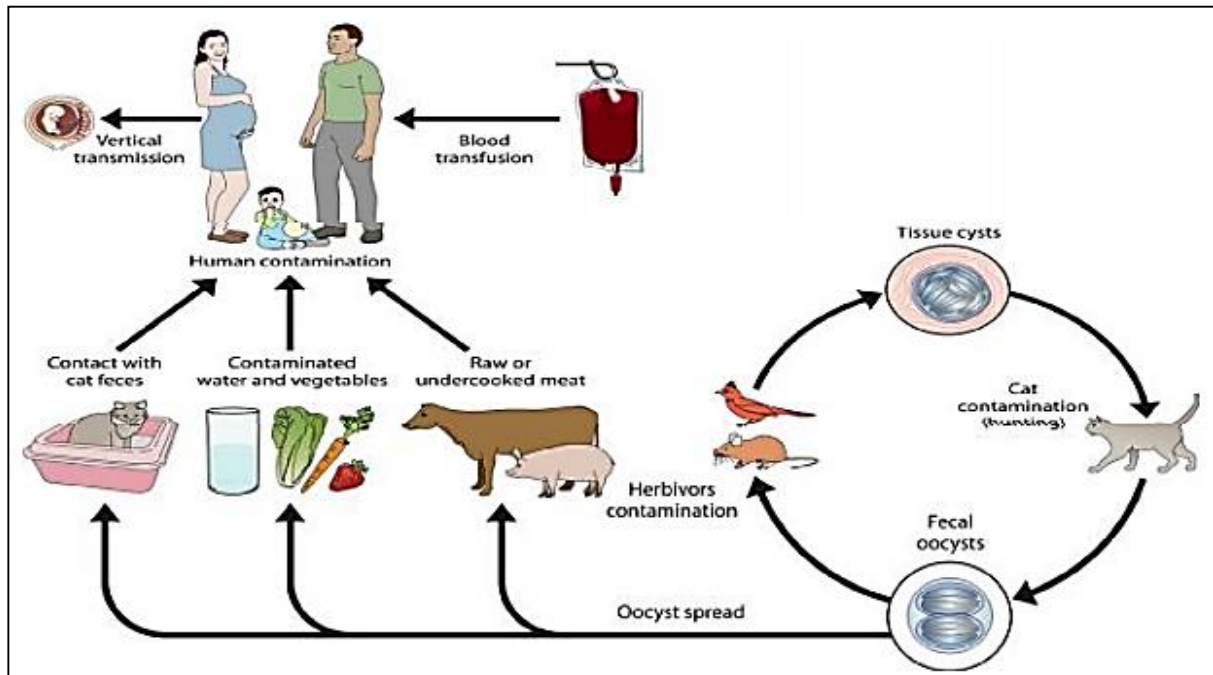 Vertical
transmission
Blood
transfusion
Human contamination
Tissue cysts
Contact with
cat feces
Contaminated
water and vegetables
Raw or
undercooked meat
Cat
contamination
(hunting)
Herbivors
contamination
Fecal
oocysts
Oocyst spread